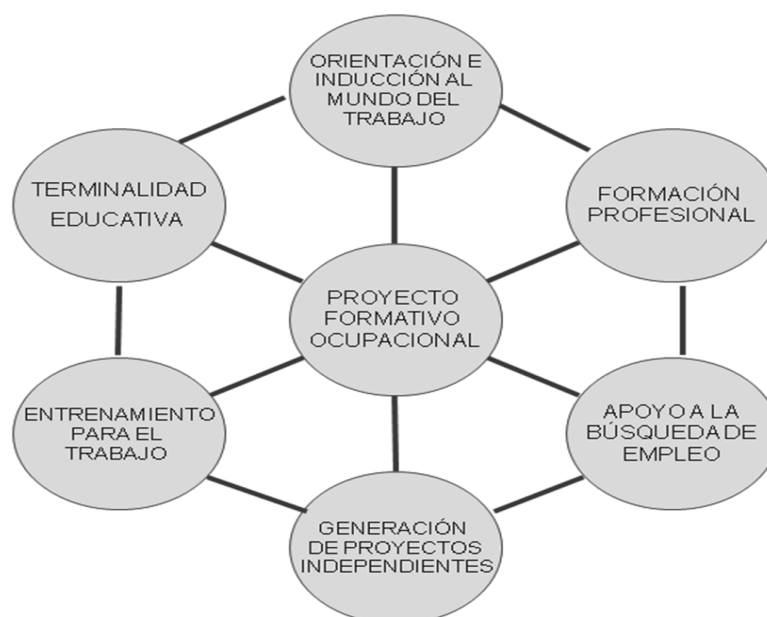 ORIENTACIÓN E
INDUCCIÓN AL
MUNDO DEL
TRABAJO
TERMINALIDAD
EDUCATIVA
FORMACIÓN
PROFESIONAL
PROYECTO
FORMATIVO
OCUPACIONAL
ENTRENAMIENTO
PARA EL
TRABAJO
APOYO A LA
BÚSQUEDA DE
EMPLEO
GENERACIÓN
DE PROYECTOS
INDEPENDIENTES